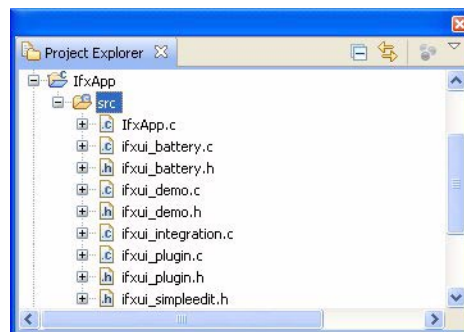 Project Explorer
IfxApp
src
IfxApp.c
ifxui_battery.c
ifxui_battery.h
ifxui_demo.c
ifxui_demo.h
ifxui_integration.c
ifxui_plugin.c
ifxui_plugin.h
ifxui_simpleedit.h